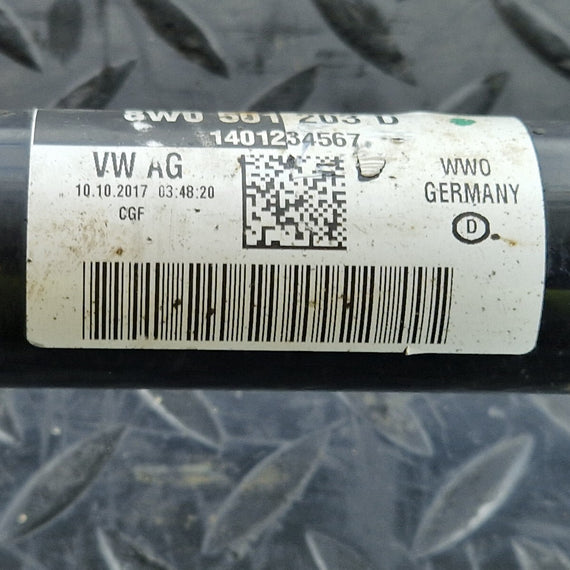 8W0 501 203 D
1401234567
VW AG
10.10.2017 03:48:20
CGF
WWO
GERMANY
D